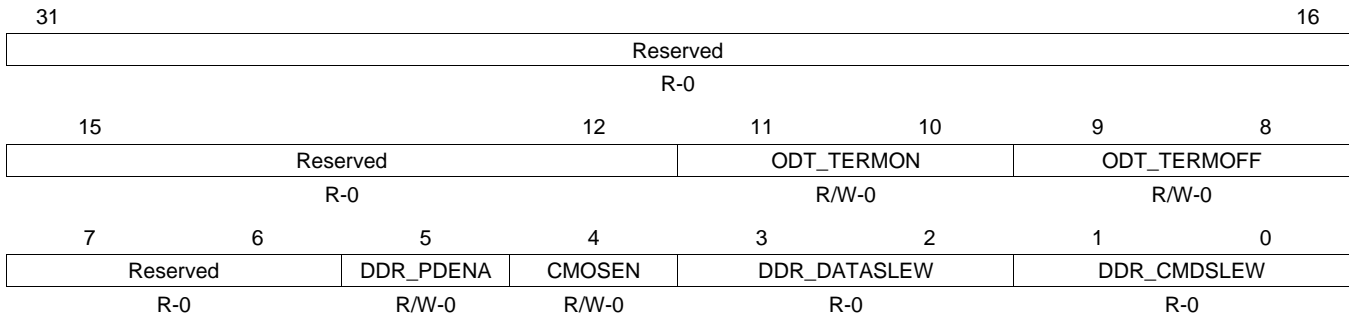 31 16
Reserved
R-0
15 12 11 10 9 8
Reserved ODT_TERMON ODT_TERMOFF
R-0 R/W-0 R/W-0
7 6 5 4 3 2 1 0
Reserved DDR_PDENA CMOSEN DDR_DATASLEW DDR_CMDSLEW
R-0 R/W-0 R/W-0 R-0 R-0